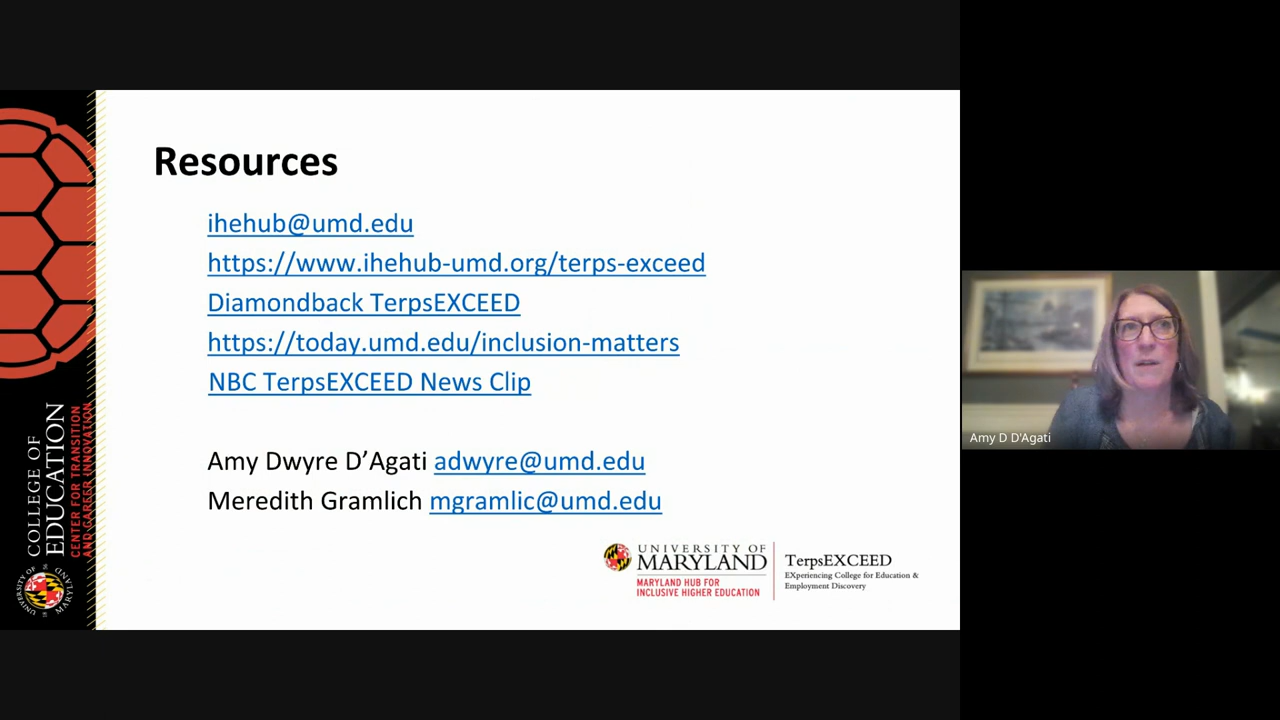 Resources
ihehub@umd.edu
https://www.ihehub-umd.org/terps-exceed
Diamondback TerpsEXCEED
https://today.umd.edu/inclusion-matters
NBC TerpsEXCEED News Clip
Amy Dwyre D’Agati adwyre@umd.edu
Meredith Gramlich mgramlic@umd.edu
COLLEGE OF
EDUCATION
CENTER FOR TRANSITION
AND CAREER INNOVATION
UNIVERSITY OF
MARYLAND
UNIVERSITY OF
MARYLAND
MARYLAND HUB FOR
INCLUSIVE HIGHER EDUCATION
TerpsEXCEED
EXperiencing College for Education &
Employment Discovery
Amy D D'Agati